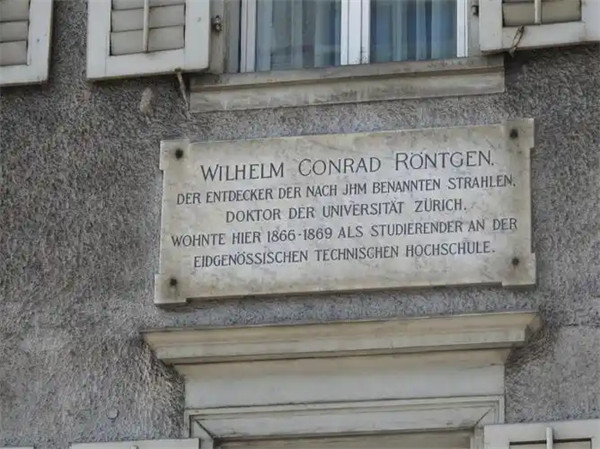 WILHELM CONRAD RÖNTGEN.
DER ENTDECKER DER NACH JHM BENANNTEN STRAHLEN.
DOKTOR DER UNIVERSITÄT ZÜRICH.
WOHNTE HIER 1866-1869 ALS STUDIERENDER AN DER
EIDGENÖSSISCHEN TECHNISCHEN HOCHSCHULE.